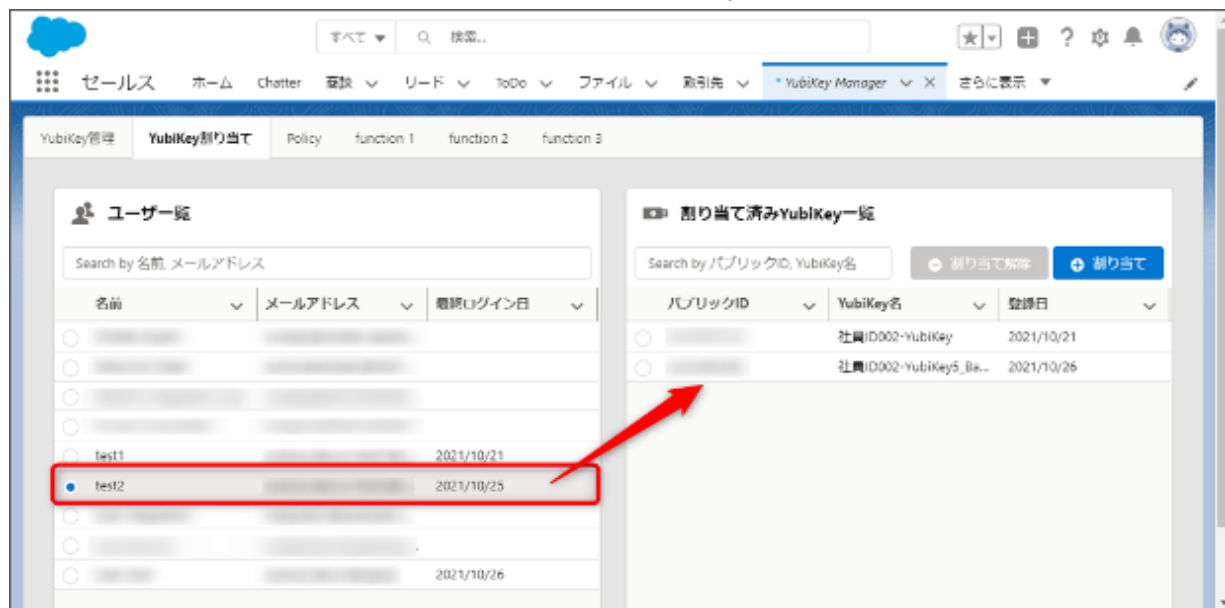 すべて 検索...
セールス ホーム Chatter 商談 リード ToDo ファイル 取引先 * YubiKey Manager さらに表示
YubiKey管理 YubiKey割り当て Policy function 1 function 2 function 3
ユーザー覧
Search by 名前, メールアドレス
名前 メールアドレス 最終ログイン日
test1 2021/10/21
test2 2021/10/25
2021/10/26
割り当て済みYubiKey一覧
Search by パブリックID, YubiKey名 割り当て解除 割り当て
パブリックID YubiKey名 登録日
社員ID002-YubiKey 2021/10/21
社員ID002-YubiKey5_Ba... 2021/10/26